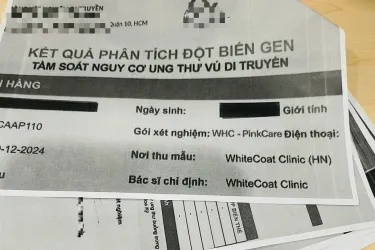 TRUYỀN
Quận 10, HCM
KẾT QUẢ PHÂN TÍCH ĐỘT BIẾN GEN
TẦM SOÁT NGUY CƠ UNG THƯ VÚ DI TRUYỀN
HÀNG
Ngày sinh: Giới tính
CAAP110 Gói xét nghiệm: WHC - PinkCare Điện thoại:
-12-2024 Nơi thu mẫu: WhiteCoat Clinic (HN)
Bác sĩ chỉ định: WhiteCoat Clinic